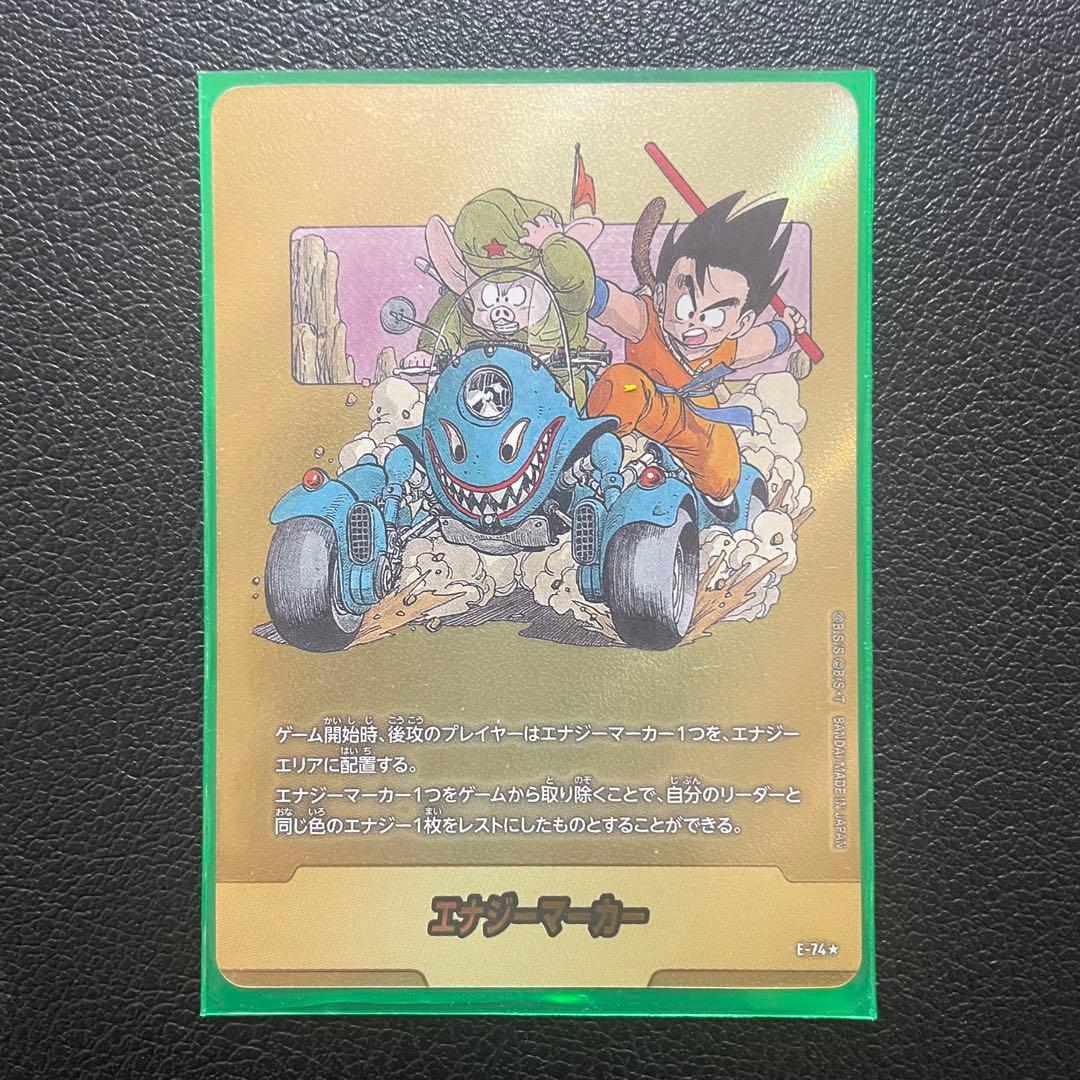 ゲーム開始時、後攻のプレイヤーはエナジーマーカー1つを、エナジー
エリアに配置する。
エナジーマーカー1つをゲームから取り除くことで、自分のリーダーと
同じ色のエナジー1枚をレストにしたものとすることができる。
エナジーマーカー
E-74★
©B.S/S ©B/S・T BANDAI MADE IN JAPAN